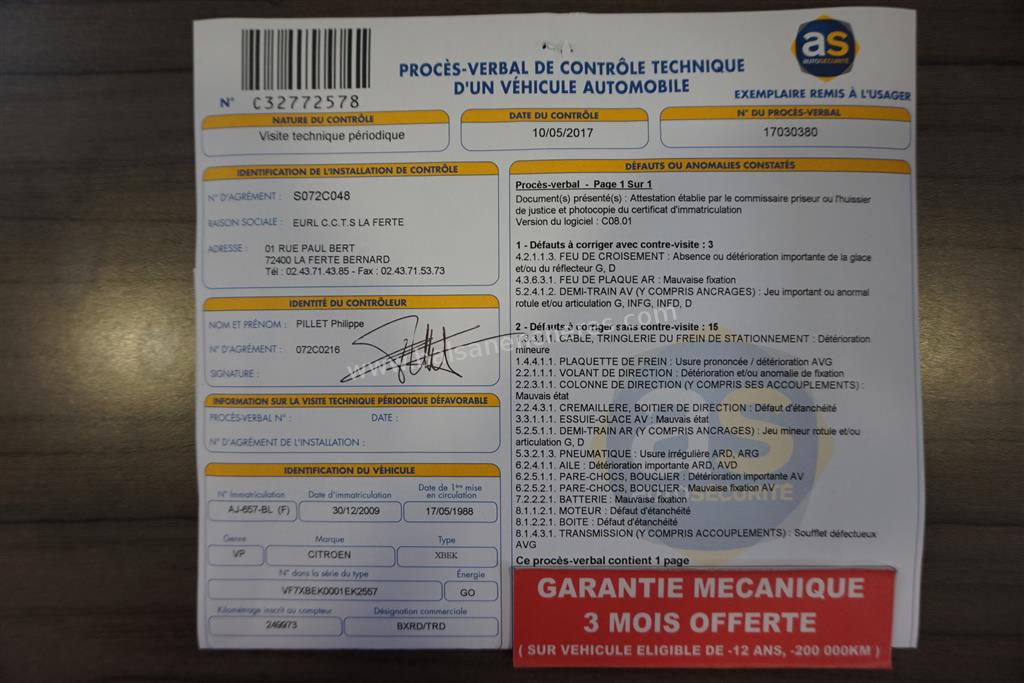 as
AUTOSÉCURITÉ
PROCÈS-VERBAL DE CONTRÔLE TECHNIQUE
D'UN VÉHICULE AUTOMOBILE
EXEMPLAIRE REMIS À L'USAGER
N° C32772578
NATURE DU CONTRÔLE
Visite technique périodique
DATE DU CONTRÔLE
10/05/2017
N° DU PROCÈS-VERBAL
17030380
IDENTIFICATION DE L'INSTALLATION DE CONTRÔLE
N° D'AGRÉMENT : S072C048
RAISON SOCIALE : EURL C.C.T.S LA FERTE
ADRESSE : 01 RUE PAUL BERT
72400 LA FERTE BERNARD
Tél : 02.43.71.43.85 - Fax : 02.43.71.53.73
IDENTITÉ DU CONTRÔLEUR
NOM ET PRÉNOM : PILLET Philippe
N° D'AGRÉMENT : 072C0216
SIGNATURE :
INFORMATION SUR LA VISITE TECHNIQUE PÉRIODIQUE DÉFAVORABLE
PROCÈS-VERBAL N° : DATE :
N° D'AGRÉMENT DE L'INSTALLATION :
IDENTIFICATION DU VÉHICULE
N° Immatriculation Date d'immatriculation Date de 1ère mise
en circulation
AJ-657-BL (F) 30/12/2009 17/05/1988
Genre Marque Type
VP CITROEN XBEK
N° dans la série du type Énergie
VF7XBEK0001EK2557 GO
Kilométrage inscrit au compteur Désignation commerciale
249973 BXRD/TRD
DÉFAUTS OU ANOMALIES CONSTATÉS
Procès-verbal - Page 1 Sur 1
Document(s) présenté(s) : Attestation établie par le commissaire priseur ou l'huissier
de justice et photocopie du certificat d'immatriculation
Version du logiciel : C08.01
1 - Défauts à corriger avec contre-visite : 3
4.2.1.1.3. FEU DE CROISEMENT : Absence ou détérioration importante de la glace
et/ou du réflecteur G, D
4.3.6.3.1. FEU DE PLAQUE AR : Mauvaise fixation
5.2.4.1.2. DEMI-TRAIN AV (Y COMPRIS ANCRAGES) : Jeu important ou anormal
rotule et/ou articulation G, INFG, INFD, D
2 - Défauts à corriger sans contre-visite : 15
1.3.3.1.1. CABLE, TRINGLERIE DU FREIN DE STATIONNEMENT : Détérioration
mineure
1.4.4.1.1. PLAQUETTE DE FREIN : Usure prononcée / détérioration AVG
2.2.1.1.1. VOLANT DE DIRECTION : Détérioration et/ou anomalie de fixation
2.2.3.1.1. COLONNE DE DIRECTION (Y COMPRIS SES ACCOUPLEMENTS) :
Mauvais état
2.2.4.3.1. CREMAILLERE, BOITIER DE DIRECTION : Défaut d'étanchéité
3.3.1.1.1. ESSUIE-GLACE AV : Mauvais état
5.2.5.1.1. DEMI-TRAIN AR (Y COMPRIS ANCRAGES) : Jeu mineur rotule et/ou
articulation G, D
5.3.2.1.3. PNEUMATIQUE : Usure irrégulière ARD, ARG
6.2.4.1.1. AILE : Détérioration importante ARD, AVD
6.2.5.1.1. PARE-CHOCS, BOUCLIER : Détérioration importante AV
6.2.5.2.1. PARE-CHOCS, BOUCLIER : Mauvaise fixation AV
7.2.2.2.1. BATTERIE : Mauvaise fixation
8.1.1.2.1. MOTEUR : Défaut d'étanchéité
8.1.2.2.1. BOITE : Défaut d'étanchéité
8.1.4.3.1. TRANSMISSION (Y COMPRIS ACCOUPLEMENTS) : Soufflet défectueux
AVG
Ce procès-verbal contient 1 page
GARANTIE MECANIQUE
3 MOIS OFFERTE
( SUR VEHICULE ELIGIBLE DE -12 ANS, -200 000KM )